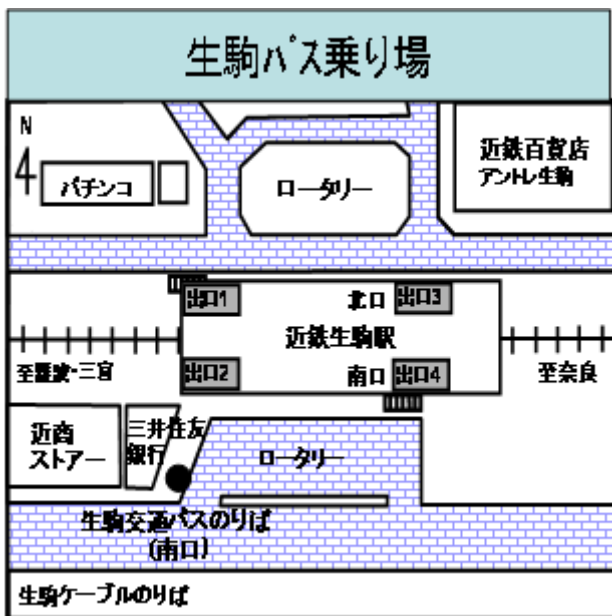 生駒バス乗り場
N
パチンコ
ロータリー
近鉄百貨店
アントレ生駒
出口1
北口
出口3
近鉄生駒駅
出口2
南口
出口4
至難波・三宮
至奈良
近商
ストアー
三井住友
銀行
ロータリー
生駒交通バスのりば
(南口)
生駒ケーブルのりば